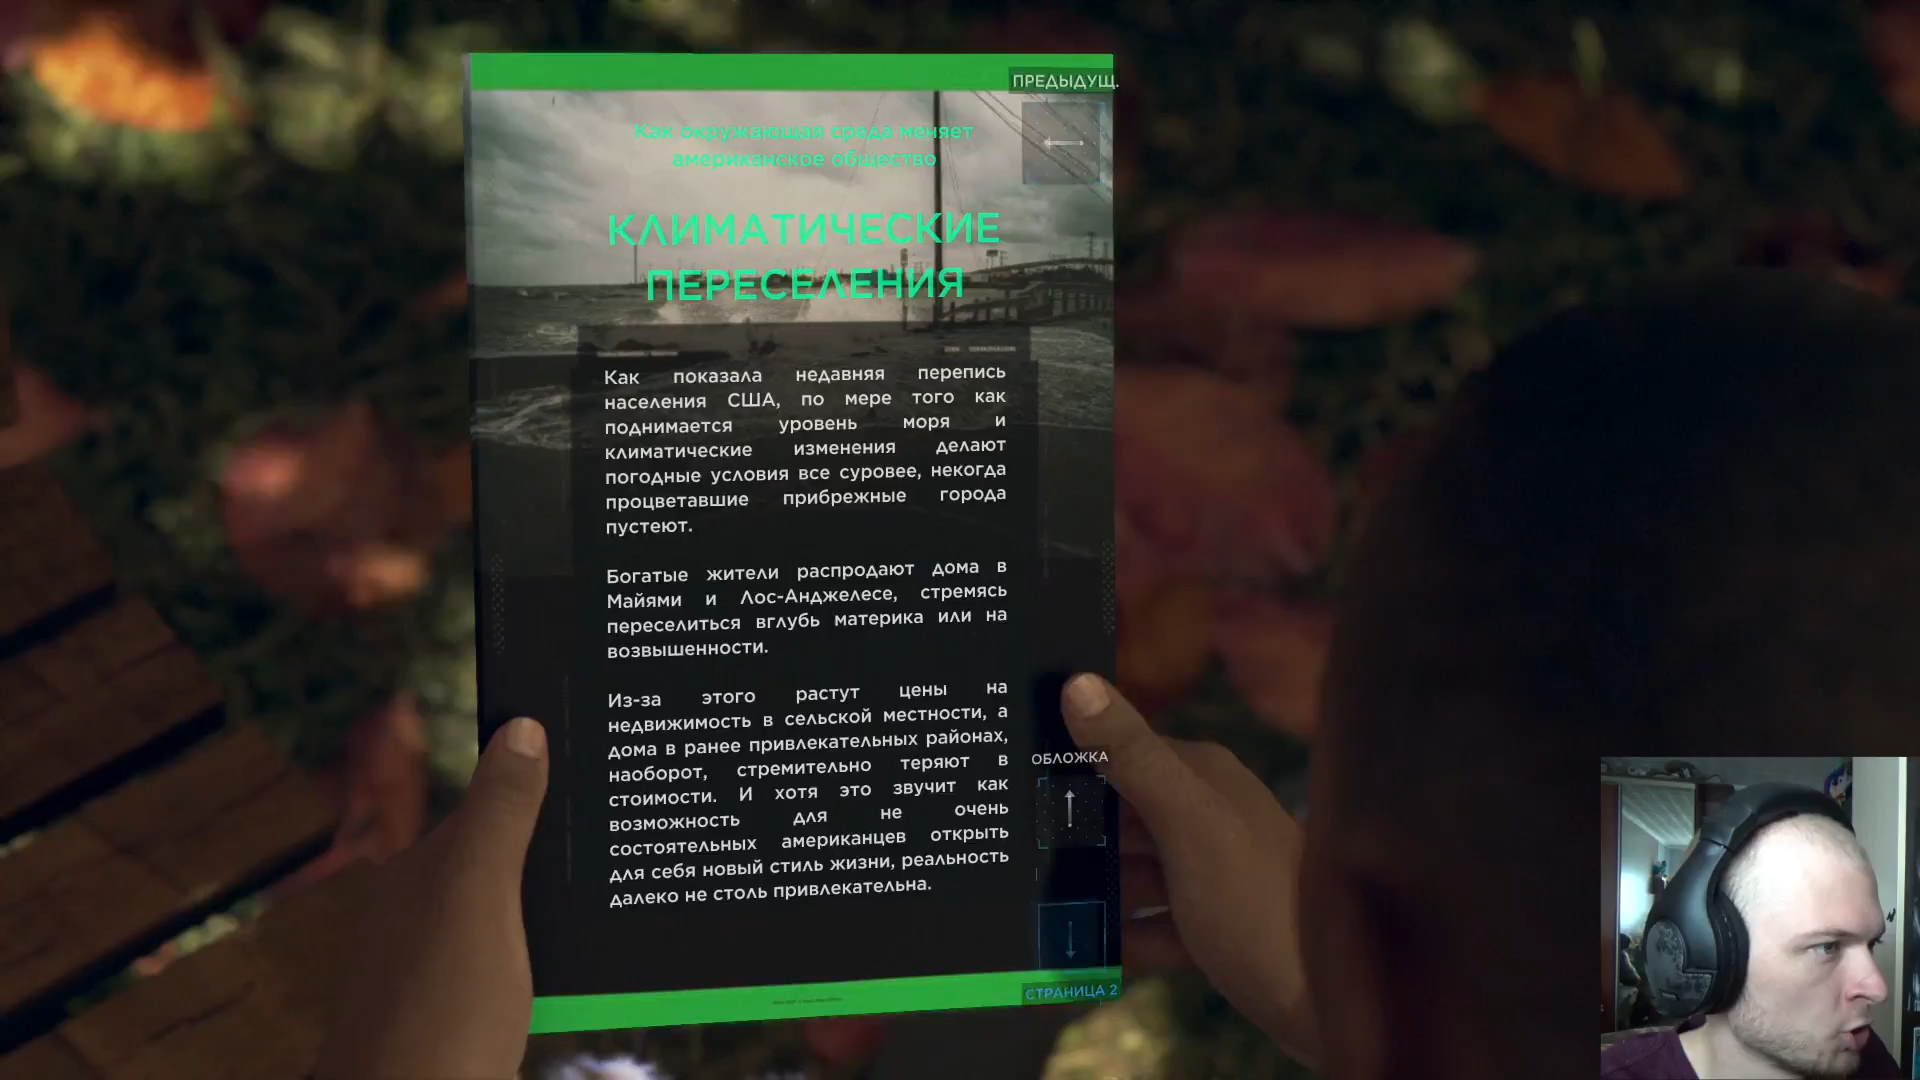 ПРЕДЫДУЩ.
Как окружающая среда меняет
американское общество
КЛИМАТИЧЕСКИЕ
ПЕРЕСЕЛЕНИЯ
Как показала недавняя перепись
населения США, по мере того как
поднимается уровень моря и
климатические изменения делают
погодные условия все суровее, некогда
процветавшие прибрежные города
пустеют.
Богатые жители распродают дома в
Майями и Лос-Анджелесе, стремясь
переселиться вглубь материка или на
возвышенности.
Из-за этого растут цены на
недвижимость в сельской местности, а
дома в ранее привлекательных районах,
наоборот, стремительно теряют в
стоимости. И хотя это звучит как
возможность для не очень
состоятельных американцев открыть
для себя новый стиль жизни, реальность
далеко не столь привлекательна.
ОБЛОЖКА
СТРАНИЦА 2